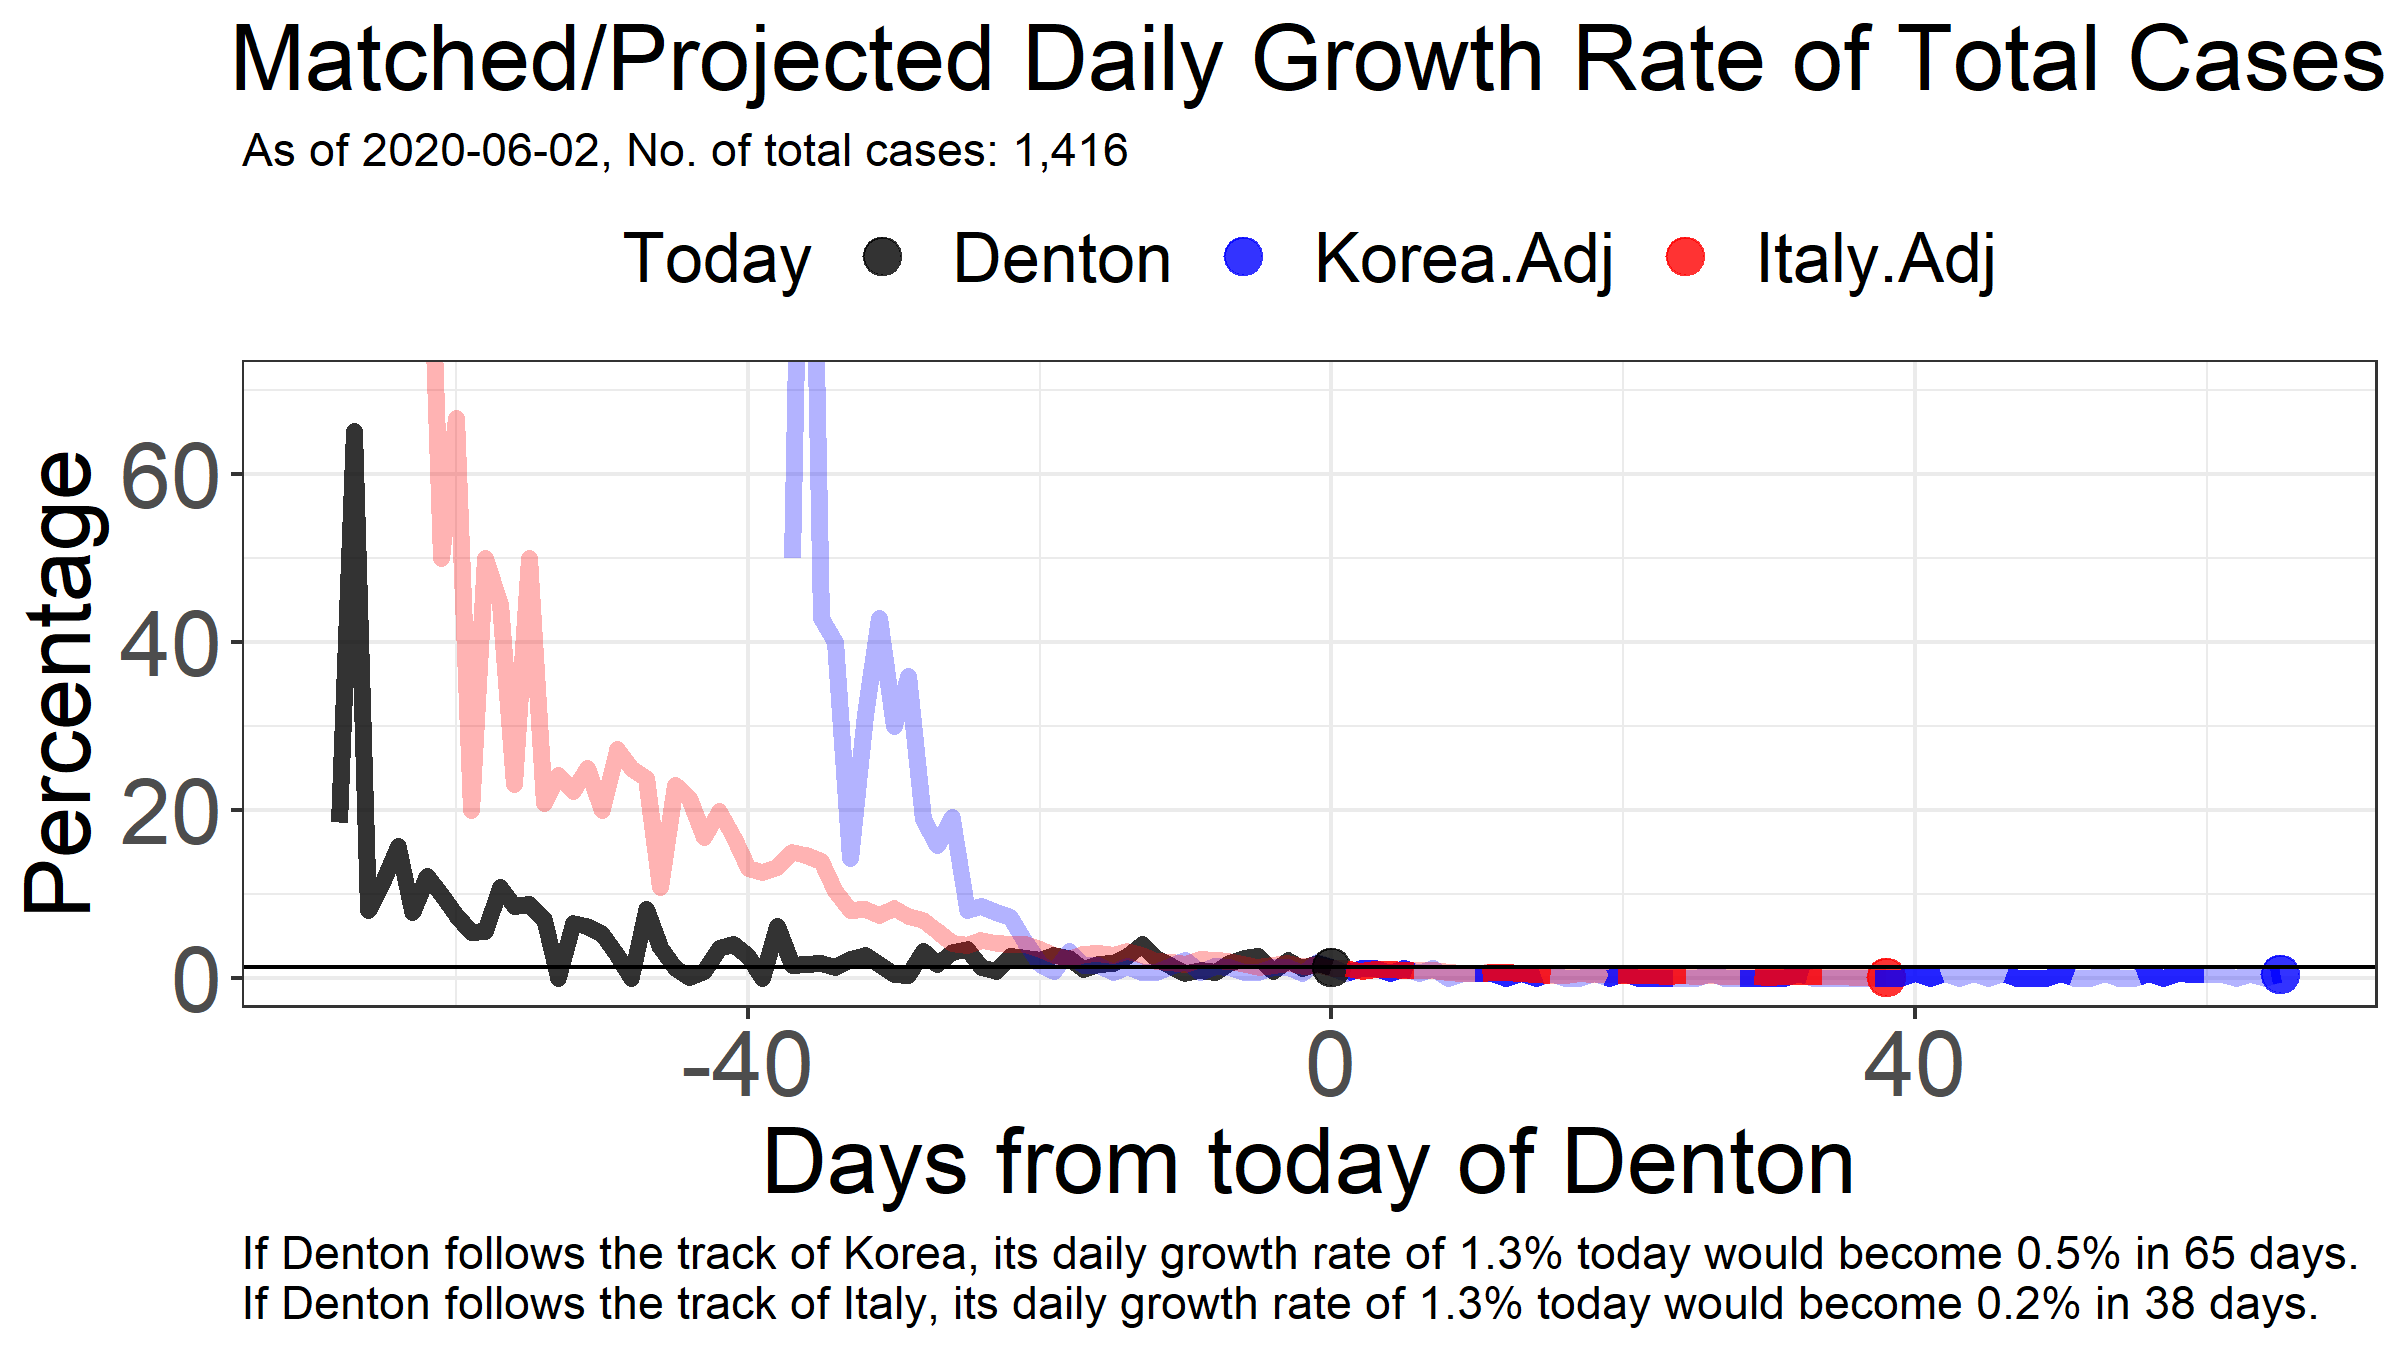 Matched/Projected Daily Growth Rate of Total Cases
As of 2020-06-02, No. of total cases: 1,416
Today Denton Korea.Adj Italy.Adj
Percentage
60
40
20
0
-40 0 40
Days from today of Denton
If Denton follows the track of Korea, its daily growth rate of 1.3% today would become 0.5% in 65 days.
If Denton follows the track of Italy, its daily growth rate of 1.3% today would become 0.2% in 38 days.